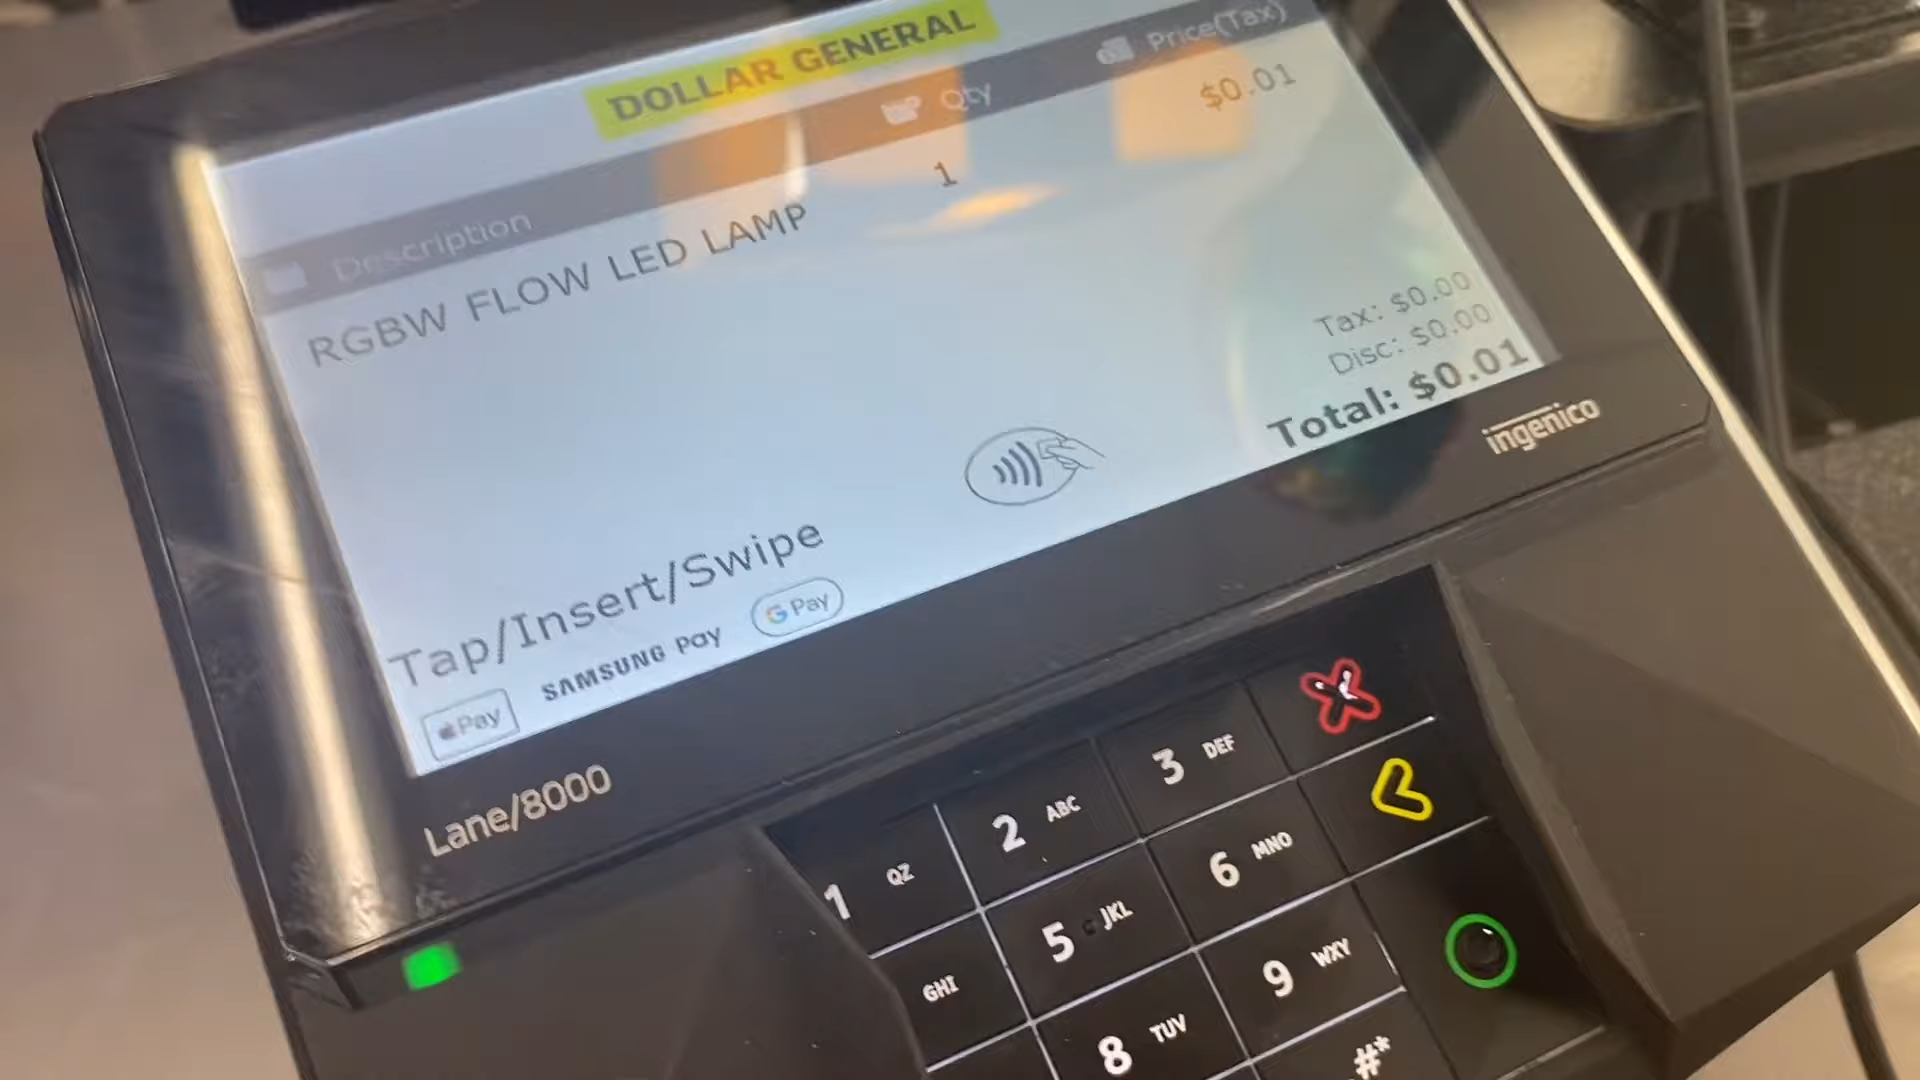 DOLLAR GENERAL
Description Qty Price(Tax)
RGBW FLOW LED LAMP 1 $0.01
Tax: $0.00
Disc: $0.00
Total: $0.01
Tap/Insert/Swipe
Pay SAMSUNG Pay G Pay
ingenico
Lane/8000
1 QZ 2 ABC 3 DEF
GHI 5 JKL 6 MNO
8 TUV 9 WXY
#*